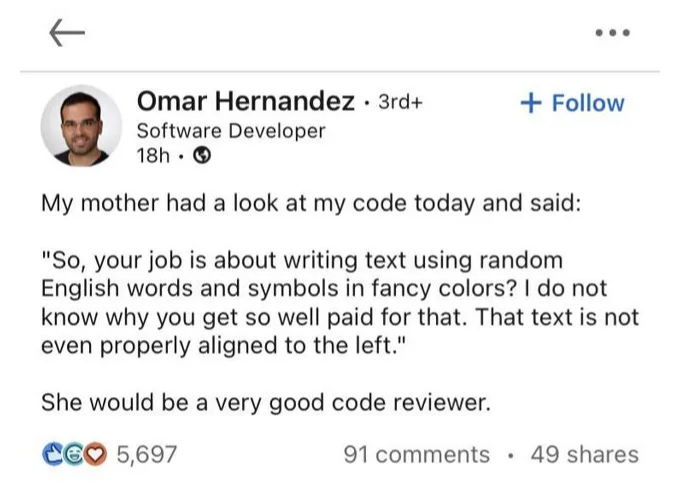 Omar Hernandez · 3rd+
+ Follow
Software Developer
18h ·
My mother had a look at my code today and said:
"So, your job is about writing text using random
English words and symbols in fancy colors? I do not
know why you get so well paid for that. That text is not
even properly aligned to the left."
She would be a very good code reviewer.
5,697
91 comments · 49 shares